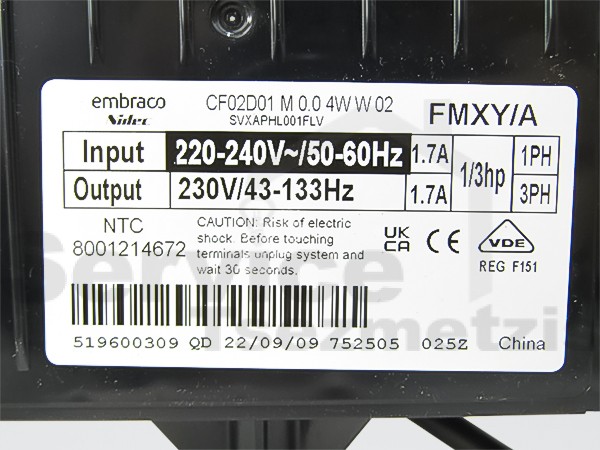 embraco
Nidec
CF02D01 M 0.0 4W W 02
SVXAPHL001FLV
FMXY/A
Input 220-240V~/50-60Hz 1.7A 1/3hp 1PH
Output 230V/43-133Hz 1.7A 3PH
NTC
8001214672
CAUTION: Risk of electric
shock. Before touching
terminals unplug system and
wait 30 seconds.
UK
CA
CE
VDE
REG F151
519600309 QD 22/09/09 752505 025Z China
Service
Tsesmetzi